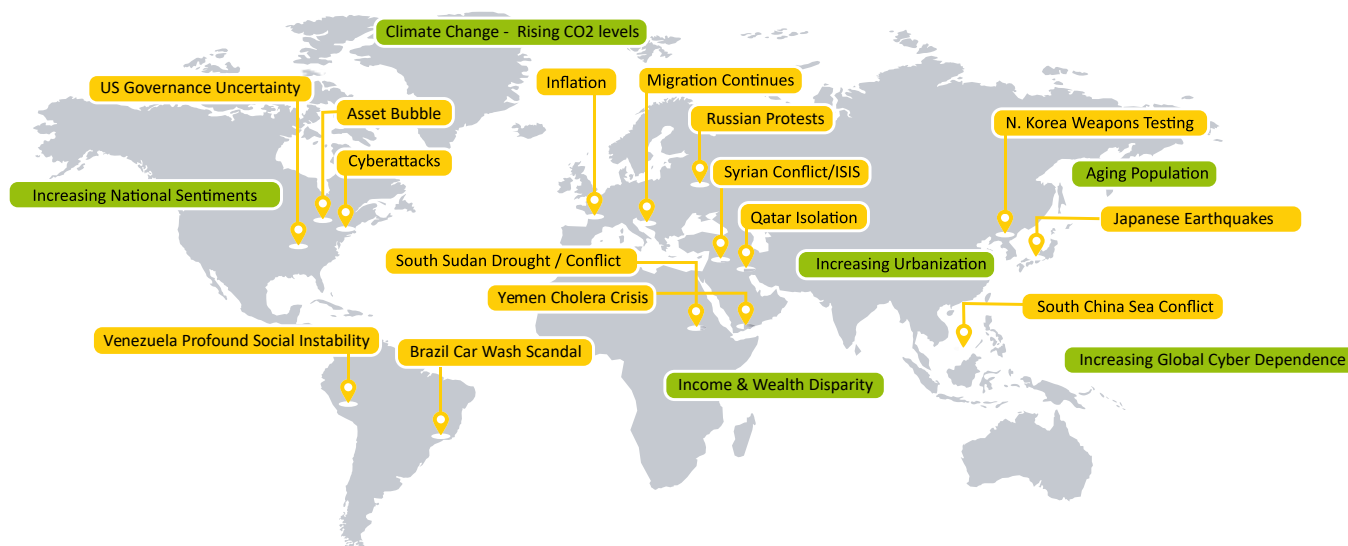 Climate Change - Rising CO2 levels
Inflation
Migration Continues
US Governance Uncertainty
Asset Bubble
Russian Protests
N. Korea Weapons Testing
Cyberattacks
Syrian Conflict/ISIS
Aging Population
Increasing National Sentiments
Qatar Isolation
Japanese Earthquakes
South Sudan Drought / Conflict
Increasing Urbanization
Yemen Cholera Crisis
South China Sea Conflict
Venezuela Profound Social Instability
Brazil Car Wash Scandal
Increasing Global Cyber Dependence
Income & Wealth Disparity